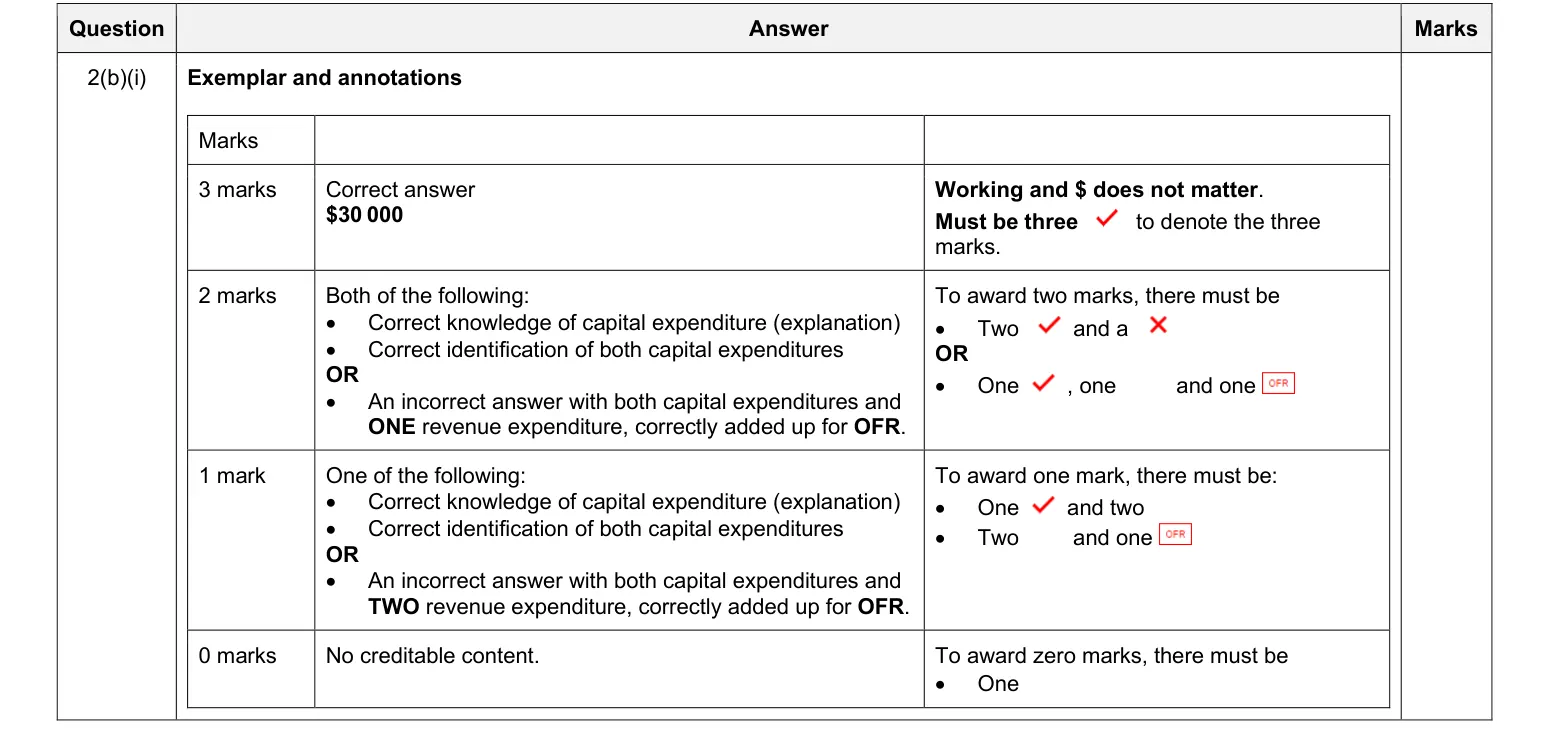 Question Answer Marks
2(b)(i) Exemplar and annotations
Marks
3 marks Correct answer
$30 000
Working and $ does not matter.
Must be three ✓ to denote the three
marks.
2 marks Both of the following:
• Correct knowledge of capital expenditure (explanation)
• Correct identification of both capital expenditures
OR
• An incorrect answer with both capital expenditures and
ONE revenue expenditure, correctly added up for OFR.
To award two marks, there must be
• Two ✓ and a ✗
OR
• One ✓ , one and one OFR
1 mark One of the following:
• Correct knowledge of capital expenditure (explanation)
• Correct identification of both capital expenditures
OR
• An incorrect answer with both capital expenditures and
TWO revenue expenditure, correctly added up for OFR.
To award one mark, there must be:
• One ✓ and two
• Two and one OFR
0 marks No creditable content.
To award zero marks, there must be
• One